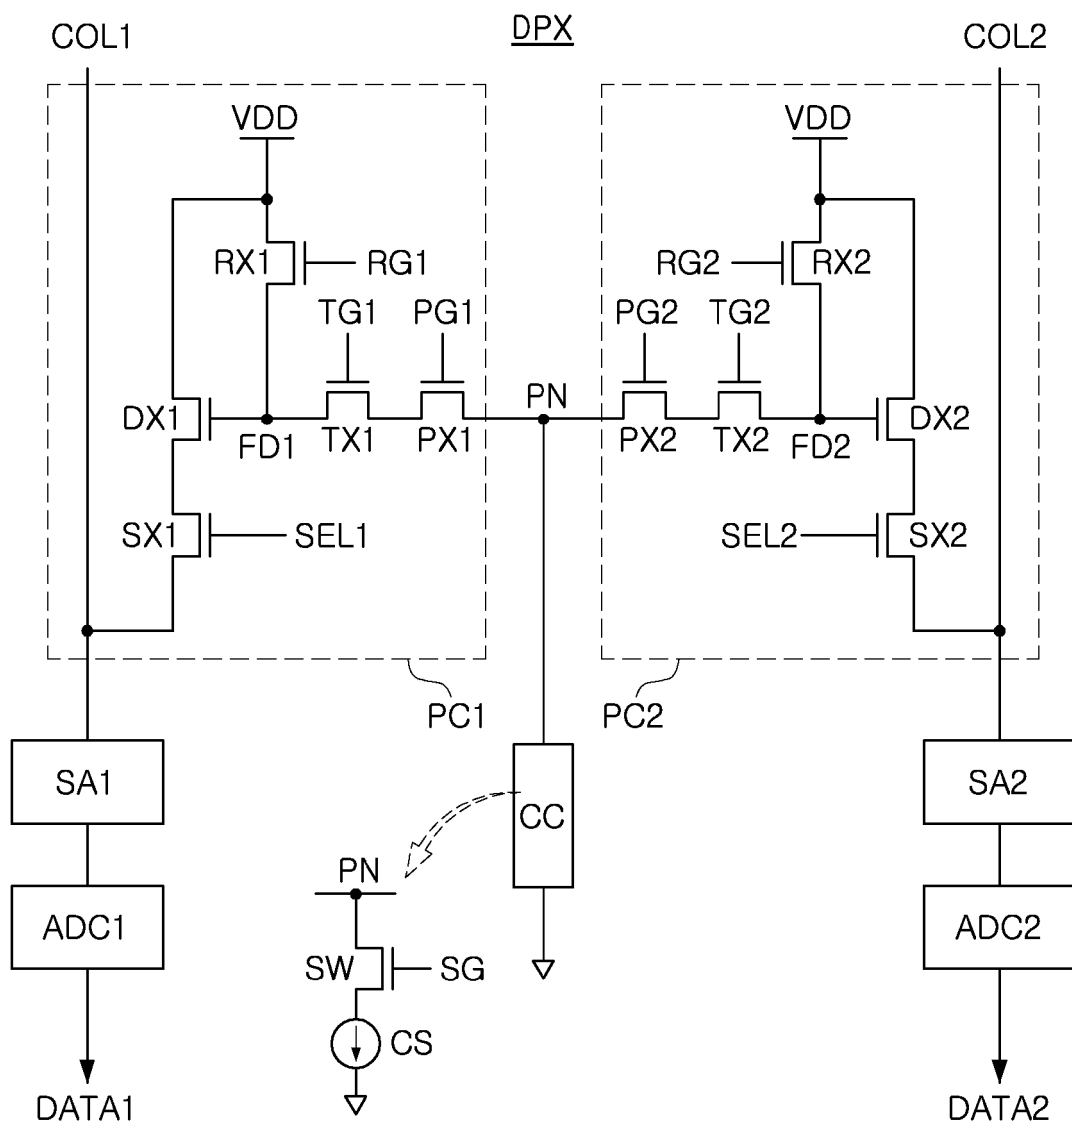 DPX
COL1
COL2
VDD
VDD
RX1
RG1
RG2
RX2
TG1
PG1
PG2
TG2
DX1
FD1
TX1
PX1
PN
PX2
TX2
FD2
DX2
SX1
SEL1
SEL2
SX2
PC1
PC2
SA1
CC
SA2
PN
ADC1
ADC2
SW
SG
CS
DATA1
DATA2